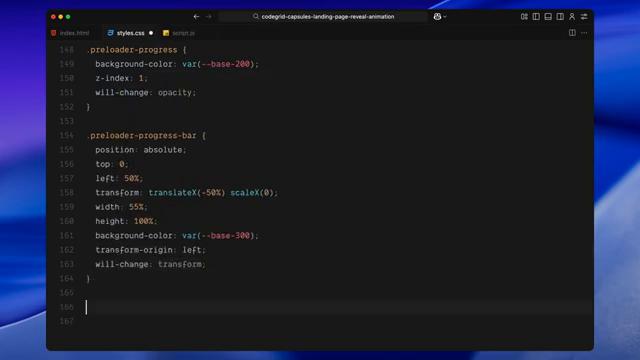 codegrid-capsules-landing-page-reveal-animation
index.html
styles.css
script.js
148 .preloader-progress {
149 background-color: var(--base-200);
150 z-index: 1;
151 will-change: opacity;
152 }
153
154 .preloader-progress-bar {
155 position: absolute;
156 top: 0;
157 left: 50%;
158 transform: translateX(-50%) scaleX(0);
159 width: 55%;
160 height: 100%;
161 background-color: var(--base-300);
162 transform-origin: left;
163 will-change: transform;
164 }
165
166
167